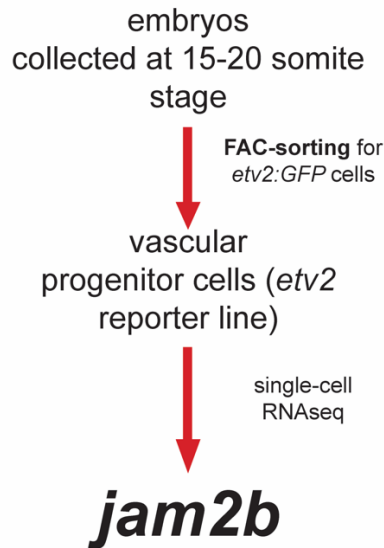 embryos
collected at 15-20 somite
stage
FAC-sorting for
etv2:GFP cells
vascular
progenitor cells (etv2
reporter line)
single-cell
RNAseq
jam2b